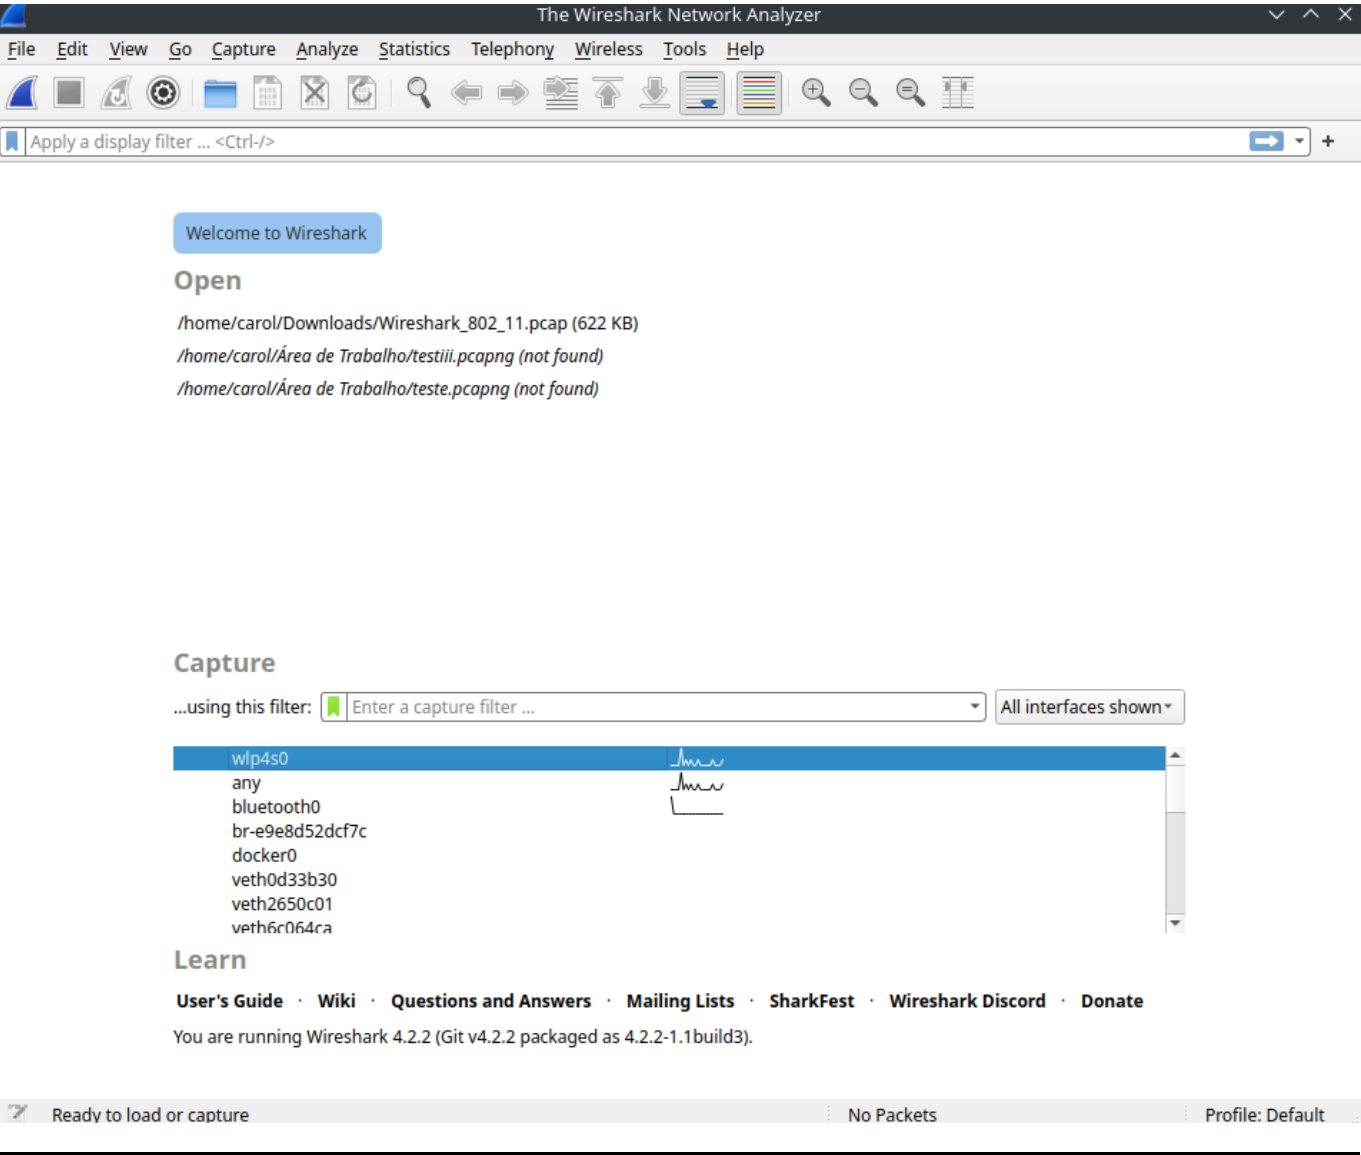 The Wireshark Network Analyzer
File Edit View Go Capture Analyze Statistics Telephony Wireless Tools Help
Apply a display filter ... <Ctrl-/>
Welcome to Wireshark
Open
/home/carol/Downloads/Wireshark_802_11.pcap (622 KB)
/home/carol/Área de Trabalho/testiii.pcapng (not found)
/home/carol/Área de Trabalho/teste.pcapng (not found)
Capture
...using this filter: Enter a capture filter ... All interfaces shown
wlp4s0
any
bluetooth0
br-e9e8d52dcf7c
docker0
veth0d33b30
veth2650c01
veth6c064ca
Learn
User's Guide · Wiki · Questions and Answers · Mailing Lists · SharkFest · Wireshark Discord · Donate
You are running Wireshark 4.2.2 (Git v4.2.2 packaged as 4.2.2-1.1build3).
Ready to load or capture No Packets Profile: Default